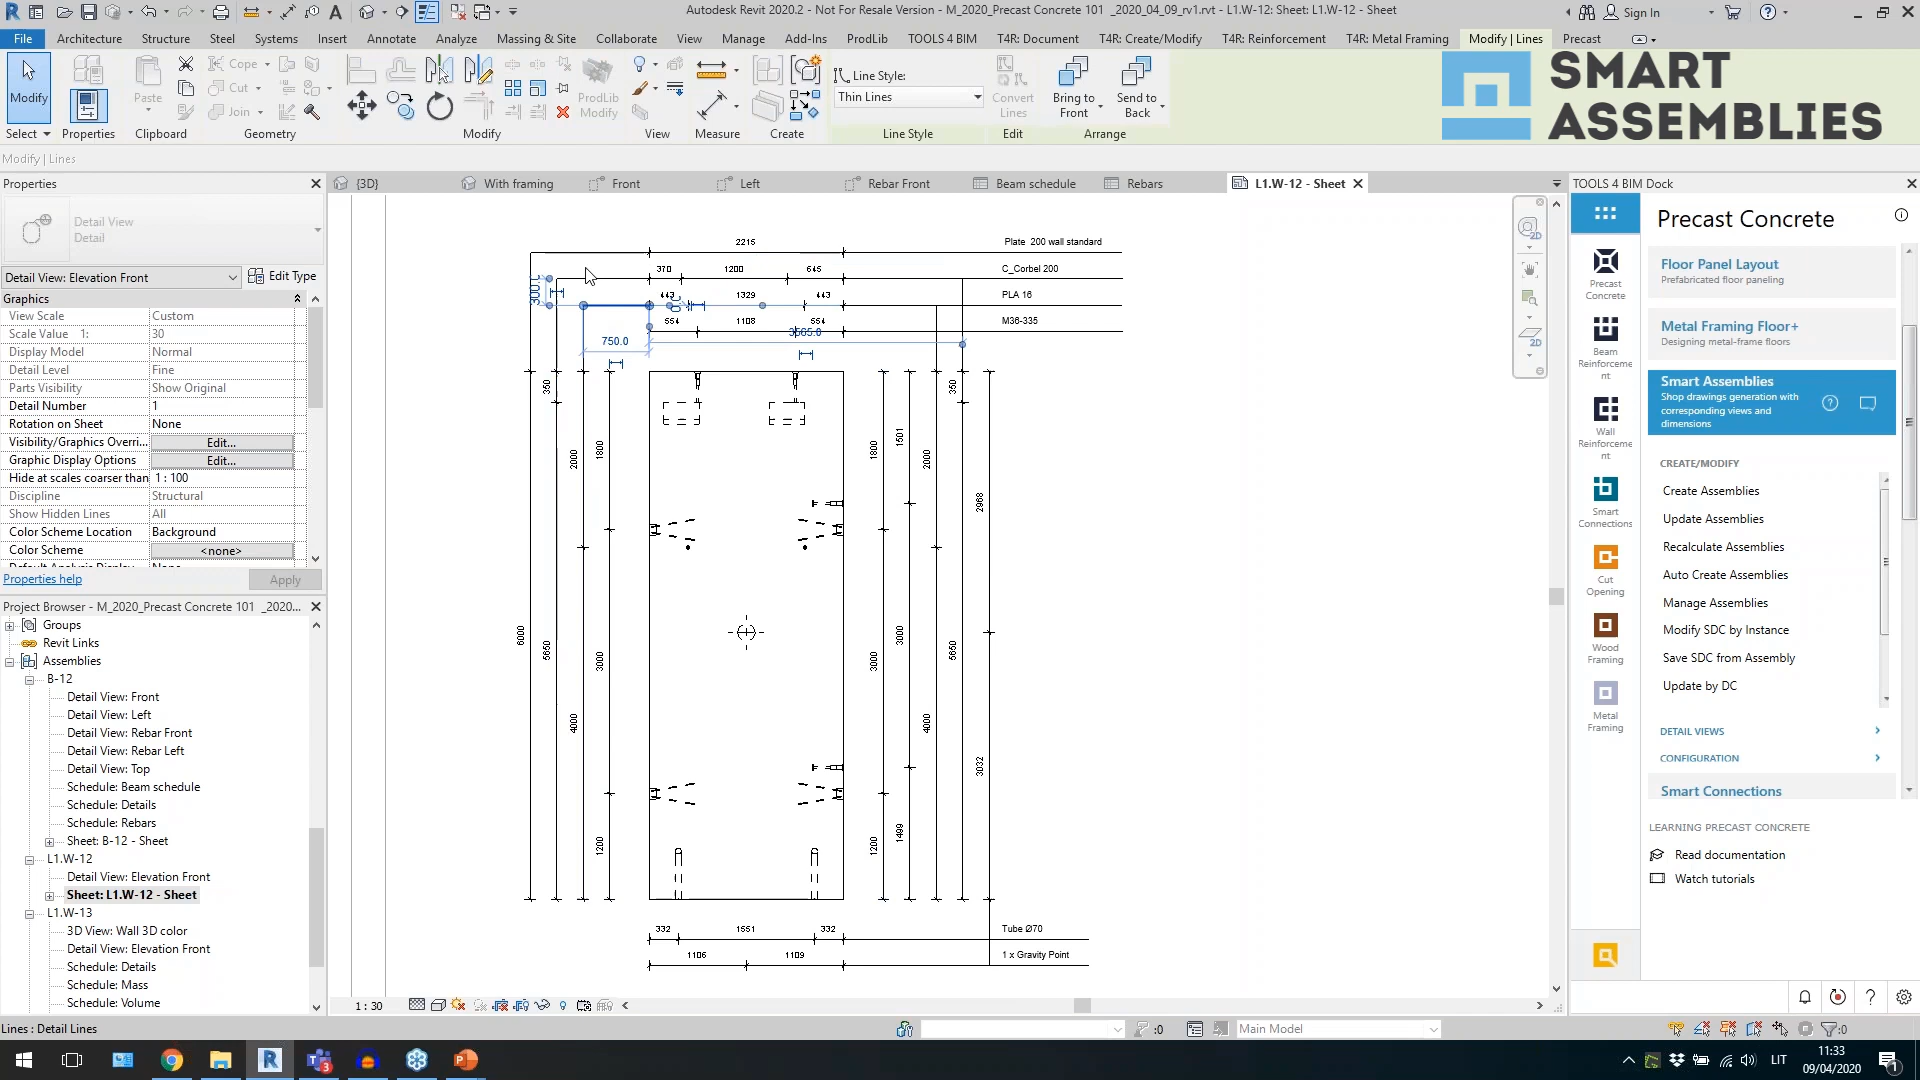 Autodesk Revit 2020.2 - Not For Resale Version - M_2020_Precast Concrete 101 _2020_04_09_rv1.rvt - L1.W-12: Sheet: L1.W-12 - Sheet
Sign In
File Architecture Structure Steel Systems Insert Annotate Analyze Massing & Site Collaborate View Manage Add-Ins ProdLib TOOLS 4 BIM T4R: Document T4R: Create/Modify T4R: Reinforcement T4R: Metal Framing Modify | Lines Precast
Modify
Paste
Cope
Cut
Join
ProdLib Modify
Line Style:
Thin Lines
Convert Lines
Bring to Front
Send to Back
Select Properties Clipboard Geometry Modify View Measure Create Line Style Edit Arrange
SMART ASSEMBLIES
Modify | Lines
Properties
{3D} With framing Front Left Rebar Front Beam schedule Rebars L1.W-12 - Sheet
TOOLS 4 BIM Dock
Detail View
Detail
Detail View: Elevation Front
Edit Type
Graphics
View Scale Custom
Scale Value 1: 30
Display Model Normal
Detail Level Fine
Parts Visibility Show Original
Detail Number 1
Rotation on Sheet None
Visibility/Graphics Overri... Edit...
Graphic Display Options Edit...
Hide at scales coarser than 1 : 100
Discipline Structural
Show Hidden Lines All
Color Scheme Location Background
Color Scheme <none>
Properties help
Apply
Project Browser - M_2020_Precast Concrete 101 _2020...
Groups
Revit Links
Assemblies
B-12
Detail View: Front
Detail View: Left
Detail View: Rebar Front
Detail View: Rebar Left
Detail View: Top
Schedule: Beam schedule
Schedule: Details
Schedule: Rebars
Sheet: B-12 - Sheet
L1.W-12
Detail View: Elevation Front
Sheet: L1.W-12 - Sheet
L1.W-13
3D View: Wall 3D color
Detail View: Elevation Front
Schedule: Details
Schedule: Mass
Schedule: Volume
2215 Plate 200 wall standard
370 1200 645 C_Corbel 200
300.0
443 1329 443 PLA 16
554 1108 554 M36-335
3565.0
750.0
350
2000
1800
6000
5650
3000
4000
1200
1800
1501
2000
350
2968
3000
3000
5650
4000
3032
1499
1200
332 1551 332 Tube Ø70
1106 1109 1 x Gravity Point
2D
2D
Precast Concrete
Precast Concrete
Beam Reinforcement
Wall Reinforcement
Smart Connections
Cut Opening
Wood Framing
Metal Framing
Floor Panel Layout
Prefabricated floor paneling
Metal Framing Floor+
Designing metal-frame floors
Smart Assemblies
Shop drawings generation with corresponding views and dimensions
CREATE/MODIFY
Create Assemblies
Update Assemblies
Recalculate Assemblies
Auto Create Assemblies
Manage Assemblies
Modify SDC by Instance
Save SDC from Assembly
Update by DC
DETAIL VIEWS
CONFIGURATION
Smart Connections
LEARNING PRECAST CONCRETE
Read documentation
Watch tutorials
1 : 30
Lines : Detail Lines
:0
Main Model
:0
LIT
11:33
09/04/2020